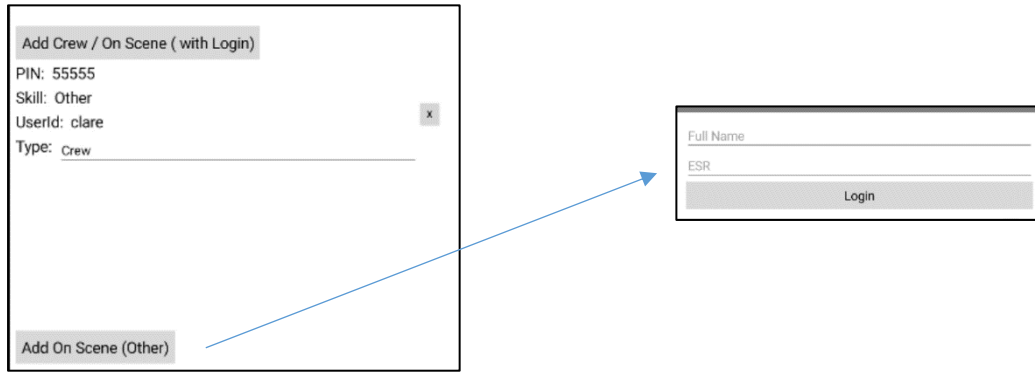 Add Crew / On Scene ( with Login)
PIN: 55555
Skill: Other
UserId: clare
x
Type: Crew
Add On Scene (Other)
Full Name
ESR
Login